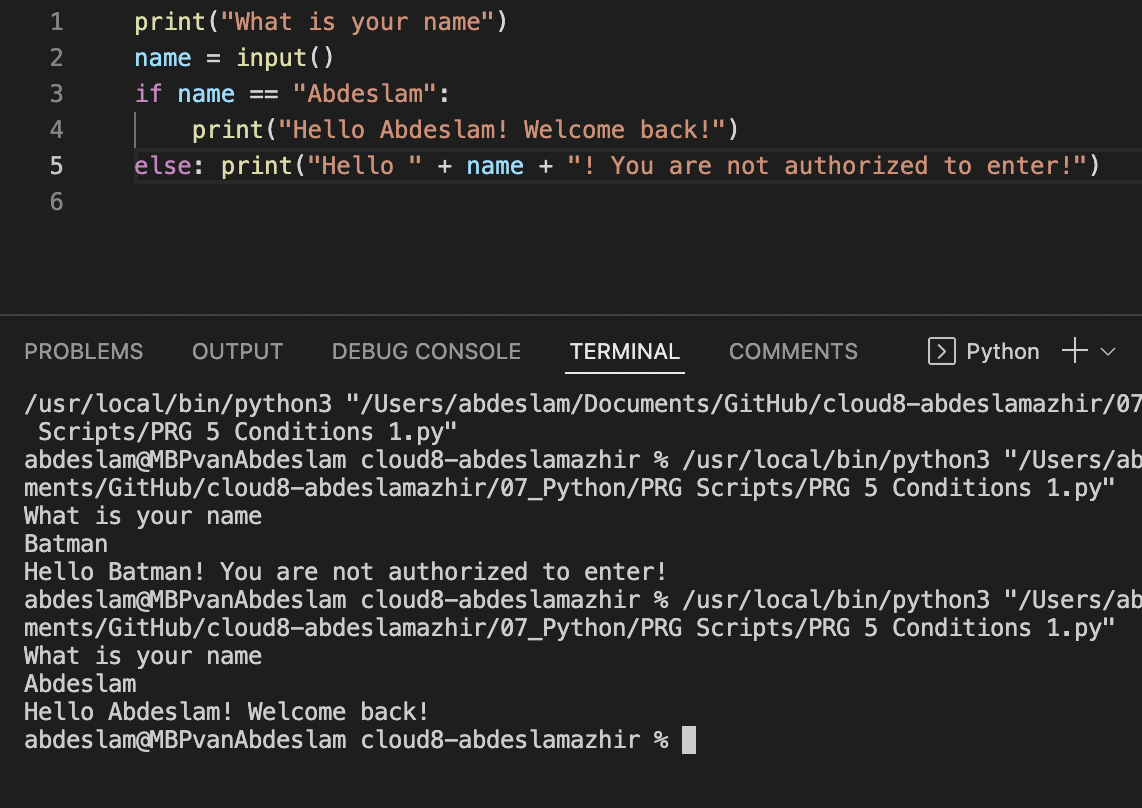 1 print("What is your name")
2 name = input()
3 if name == "Abdeslam":
4     print("Hello Abdeslam! Welcome back!")
5 else: print("Hello " + name + "! You are not authorized to enter!")
6
PROBLEMS OUTPUT DEBUG CONSOLE TERMINAL COMMENTS Python
/usr/local/bin/python3 "/Users/abdeslam/Documents/GitHub/cloud8-abdeslamazhir/07
 Scripts/PRG 5 Conditions 1.py"
abdeslam@MBPvanAbdeslam cloud8-abdeslamazhir % /usr/local/bin/python3 "/Users/ab
ments/GitHub/cloud8-abdeslamazhir/07_Python/PRG Scripts/PRG 5 Conditions 1.py"
What is your name
Batman
Hello Batman! You are not authorized to enter!
abdeslam@MBPvanAbdeslam cloud8-abdeslamazhir % /usr/local/bin/python3 "/Users/ab
ments/GitHub/cloud8-abdeslamazhir/07_Python/PRG Scripts/PRG 5 Conditions 1.py"
What is your name
Abdeslam
Hello Abdeslam! Welcome back!
abdeslam@MBPvanAbdeslam cloud8-abdeslamazhir %